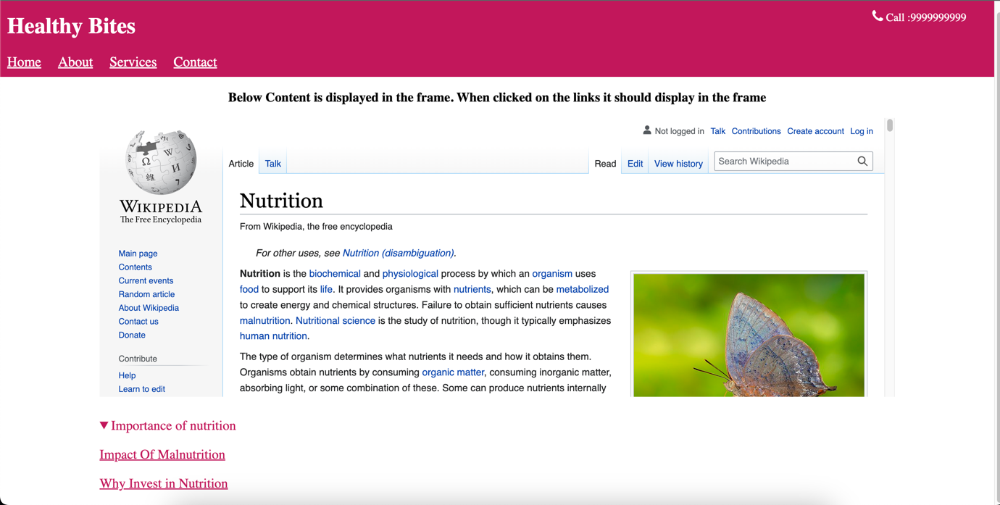 Healthy Bites
Call :9999999999
Home About Services Contact
Below Content is displayed in the frame. When clicked on the links it should display in the frame
Not logged in Talk Contributions Create account Log in
Article Talk Read Edit View history Search Wikipedia
Ω W И 維
WIKIPEDIA
The Free Encyclopedia
Main page
Contents
Current events
Random article
About Wikipedia
Contact us
Donate
Contribute
Help
Learn to edit
Nutrition
From Wikipedia, the free encyclopedia
For other uses, see Nutrition (disambiguation).
Nutrition is the biochemical and physiological process by which an organism uses
food to support its life. It provides organisms with nutrients, which can be metabolized
to create energy and chemical structures. Failure to obtain sufficient nutrients causes
malnutrition. Nutritional science is the study of nutrition, though it typically emphasizes
human nutrition.
The type of organism determines what nutrients it needs and how it obtains them.
Organisms obtain nutrients by consuming organic matter, consuming inorganic matter,
absorbing light, or some combination of these. Some can produce nutrients internally
Importance of nutrition
Impact Of Malnutrition
Why Invest in Nutrition